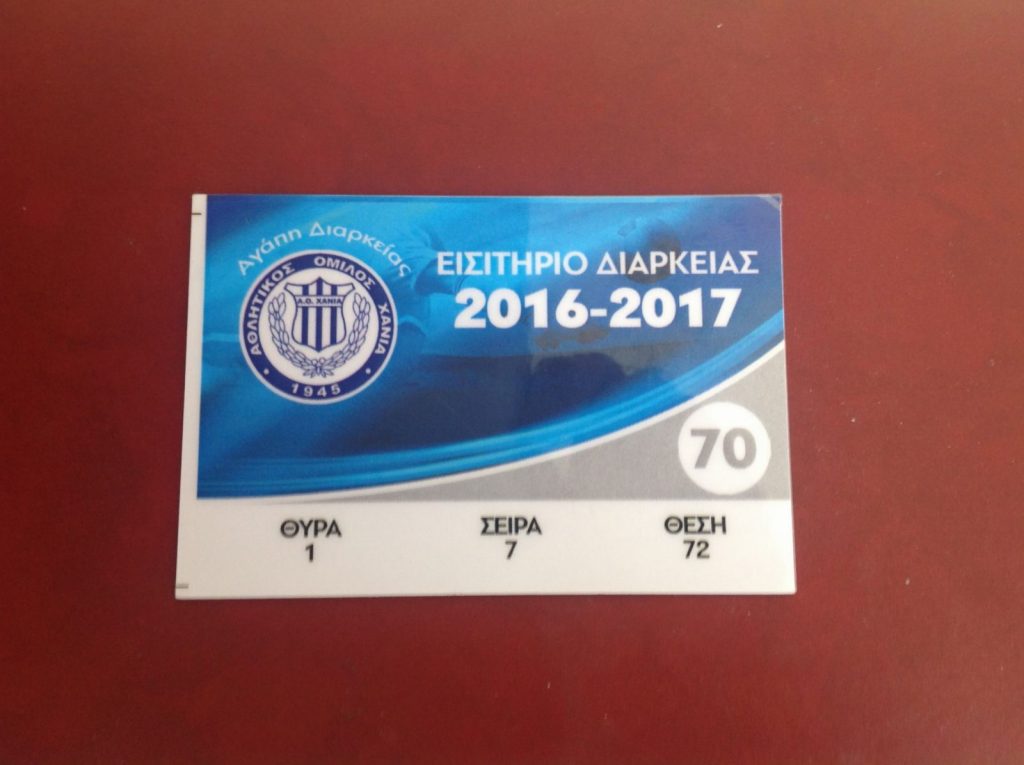 Αγάπη Διαρκείας
ΑΘΛΗΤΙΚΟΣ ΟΜΙΛΟΣ ΧΑΝΙΑ
Α.Ο. ΧΑΝΙΑ
1945
ΕΙΣΙΤΗΡΙΟ ΔΙΑΡΚΕΙΑΣ
2016-2017
70
ΘΥΡΑ ΣΕΙΡΑ ΘΕΣΗ
1 7 72